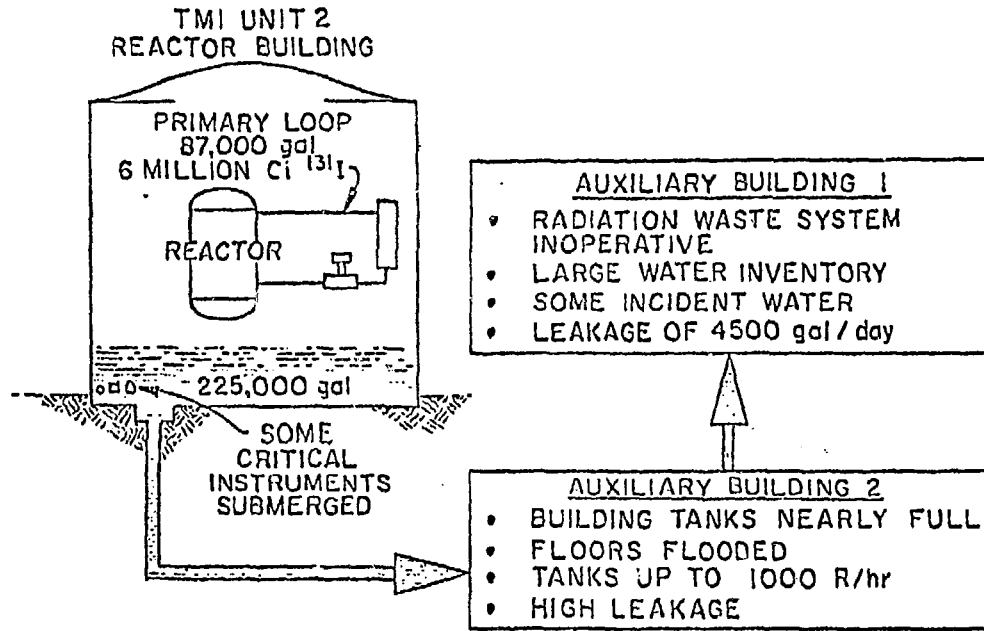 TMI UNIT 2
REACTOR BUILDING
PRIMARY LOOP
87,000 gal
6 MILLION Ci ¹³¹I
REACTOR
225,000 gal
SOME
CRITICAL
INSTRUMENTS
SUBMERGED
AUXILIARY BUILDING 1
• RADIATION WASTE SYSTEM
INOPERATIVE
• LARGE WATER INVENTORY
• SOME INCIDENT WATER
• LEAKAGE OF 4500 gal/day
AUXILIARY BUILDING 2
• BUILDING TANKS NEARLY FULL
• FLOORS FLOODED
• TANKS UP TO 1000 R/hr
• HIGH LEAKAGE